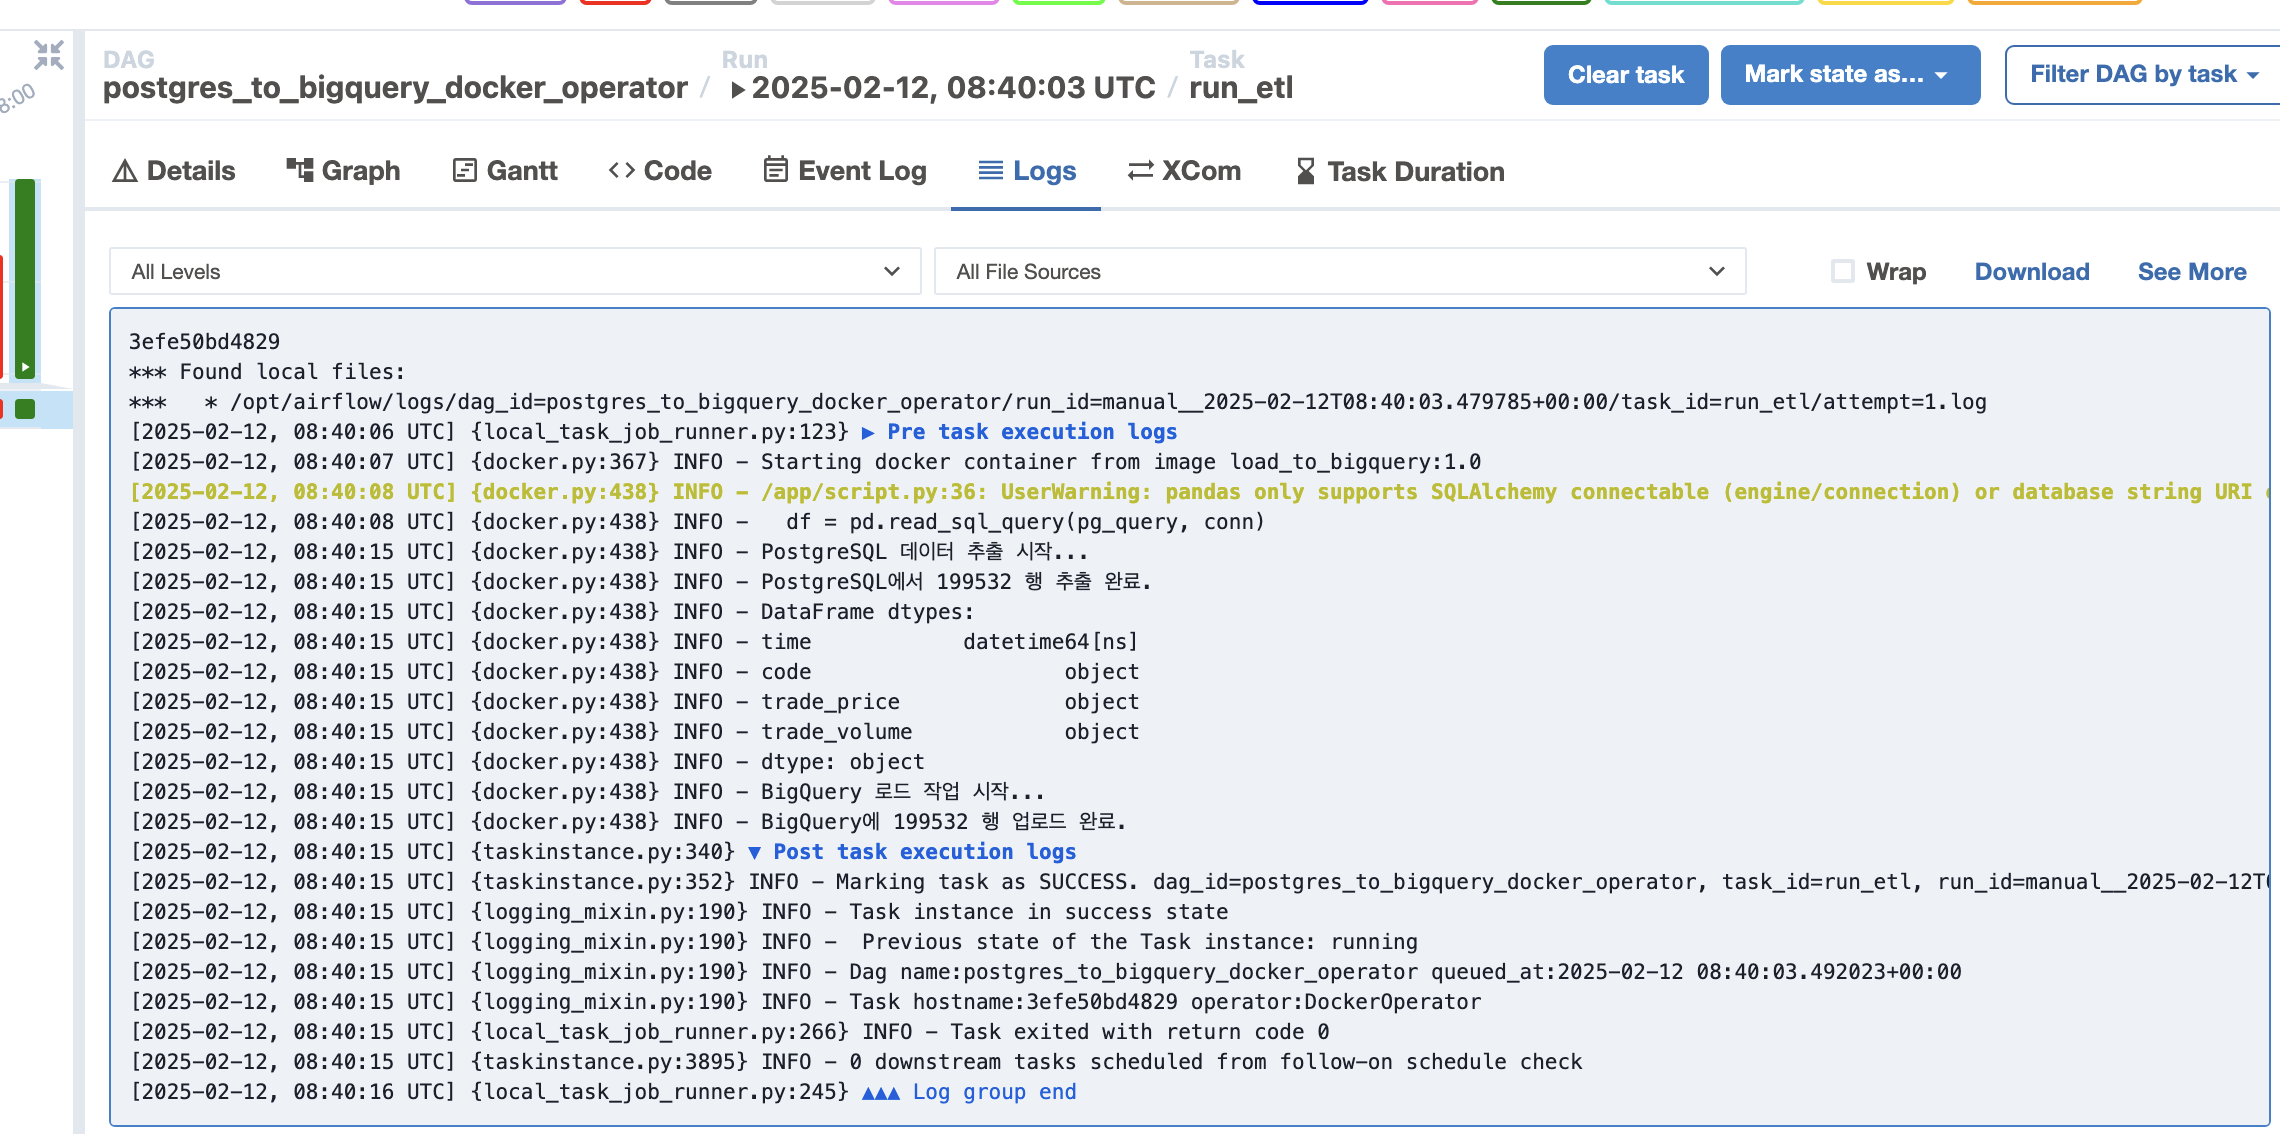 DAG
postgres_to_bigquery_docker_operator
/
Run
2025-02-12, 08:40:03 UTC
/
Task
run_etl
Clear task
Mark state as...
Filter DAG by task
8:00
Details
Graph
Gantt
Code
Event Log
Logs
XCom
Task Duration
All Levels
All File Sources
Wrap
Download
See More
3efe50bd4829
*** Found local files:
***   * /opt/airflow/logs/dag_id=postgres_to_bigquery_docker_operator/run_id=manual__2025-02-12T08:40:03.479785+00:00/task_id=run_etl/attempt=1.log
[2025-02-12, 08:40:06 UTC] {local_task_job_runner.py:123} ▶ Pre task execution logs
[2025-02-12, 08:40:07 UTC] {docker.py:367} INFO - Starting docker container from image load_to_bigquery:1.0
[2025-02-12, 08:40:08 UTC] {docker.py:438} INFO - /app/script.py:36: UserWarning: pandas only supports SQLAlchemy connectable (engine/connection) or database string URI
[2025-02-12, 08:40:08 UTC] {docker.py:438} INFO -   df = pd.read_sql_query(pg_query, conn)
[2025-02-12, 08:40:15 UTC] {docker.py:438} INFO - PostgreSQL 데이터 추출 시작...
[2025-02-12, 08:40:15 UTC] {docker.py:438} INFO - PostgreSQL에서 199532 행 추출 완료.
[2025-02-12, 08:40:15 UTC] {docker.py:438} INFO - DataFrame dtypes:
[2025-02-12, 08:40:15 UTC] {docker.py:438} INFO - time            datetime64[ns]
[2025-02-12, 08:40:15 UTC] {docker.py:438} INFO - code                    object
[2025-02-12, 08:40:15 UTC] {docker.py:438} INFO - trade_price             object
[2025-02-12, 08:40:15 UTC] {docker.py:438} INFO - trade_volume            object
[2025-02-12, 08:40:15 UTC] {docker.py:438} INFO - dtype: object
[2025-02-12, 08:40:15 UTC] {docker.py:438} INFO - BigQuery 로드 작업 시작...
[2025-02-12, 08:40:15 UTC] {docker.py:438} INFO - BigQuery에 199532 행 업로드 완료.
[2025-02-12, 08:40:15 UTC] {taskinstance.py:340} ▼ Post task execution logs
[2025-02-12, 08:40:15 UTC] {taskinstance.py:352} INFO - Marking task as SUCCESS. dag_id=postgres_to_bigquery_docker_operator, task_id=run_etl, run_id=manual__2025-02-12T
[2025-02-12, 08:40:15 UTC] {logging_mixin.py:190} INFO - Task instance in success state
[2025-02-12, 08:40:15 UTC] {logging_mixin.py:190} INFO -  Previous state of the Task instance: running
[2025-02-12, 08:40:15 UTC] {logging_mixin.py:190} INFO - Dag name:postgres_to_bigquery_docker_operator queued_at:2025-02-12 08:40:03.492023+00:00
[2025-02-12, 08:40:15 UTC] {logging_mixin.py:190} INFO - Task hostname:3efe50bd4829 operator:DockerOperator
[2025-02-12, 08:40:15 UTC] {local_task_job_runner.py:266} INFO - Task exited with return code 0
[2025-02-12, 08:40:15 UTC] {taskinstance.py:3895} INFO - 0 downstream tasks scheduled from follow-on schedule check
[2025-02-12, 08:40:16 UTC] {local_task_job_runner.py:245} ▲▲▲ Log group end